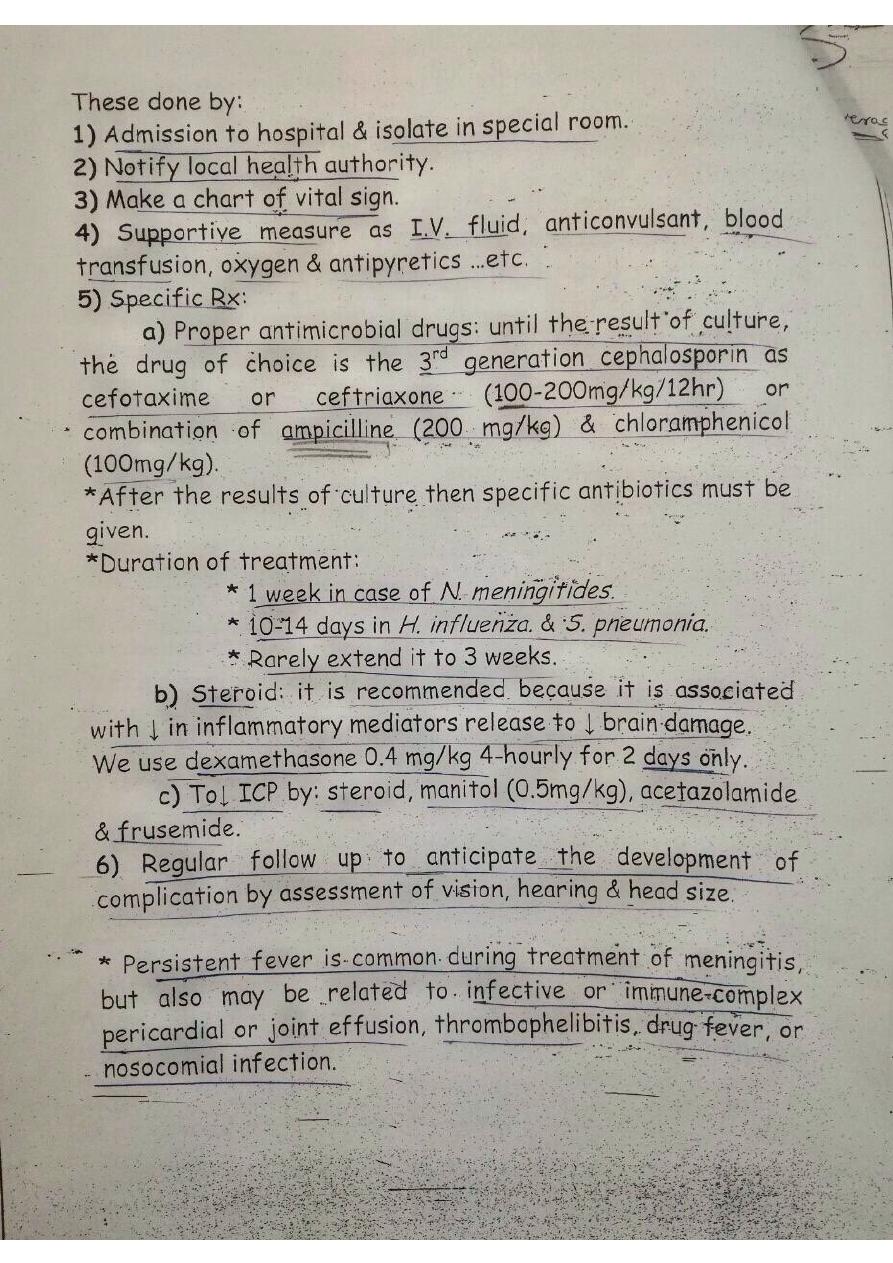 These done by:
1) Admission to hospital & isolate in special room.
2) Notify local health authority.
3) Make a chart of vital sign.
4) Supportive measure as I.V. fluid, anticonvulsant, blood
transfusion, oxygen & antipyretics ...etc.
5) Specific Rx:
a) Proper antimicrobial drugs: until the result of culture,
the drug of choice is the 3rd generation cephalosporin as
cefotaxime or ceftriaxone (100-200mg/kg/12hr) or
combination of ampicilline (200 mg/kg) & chloramphenicol
(100mg/kg).
*After the results of culture then specific antibiotics must be
given.
*Duration of treatment:
* 1 week in case of N. meningitides.
* 10-14 days in H. influenza. & S. pneumonia.
* Rarely extend it to 3 weeks.
b) Steroid: it is recommended because it is associated
with ↓ in inflammatory mediators release to ↓ brain damage.
We use dexamethasone 0.4 mg/kg 4-hourly for 2 days only.
c) To↓ ICP by: steroid, manitol (0.5mg/kg), acetazolamide
& frusemide.
6) Regular follow up to anticipate the development of
complication by assessment of vision, hearing & head size.
* Persistent fever is common during treatment of meningitis,
but also may be related to infective or immune-complex
pericardial or joint effusion, thrombophelibitis, drug fever, or
nosocomial infection.